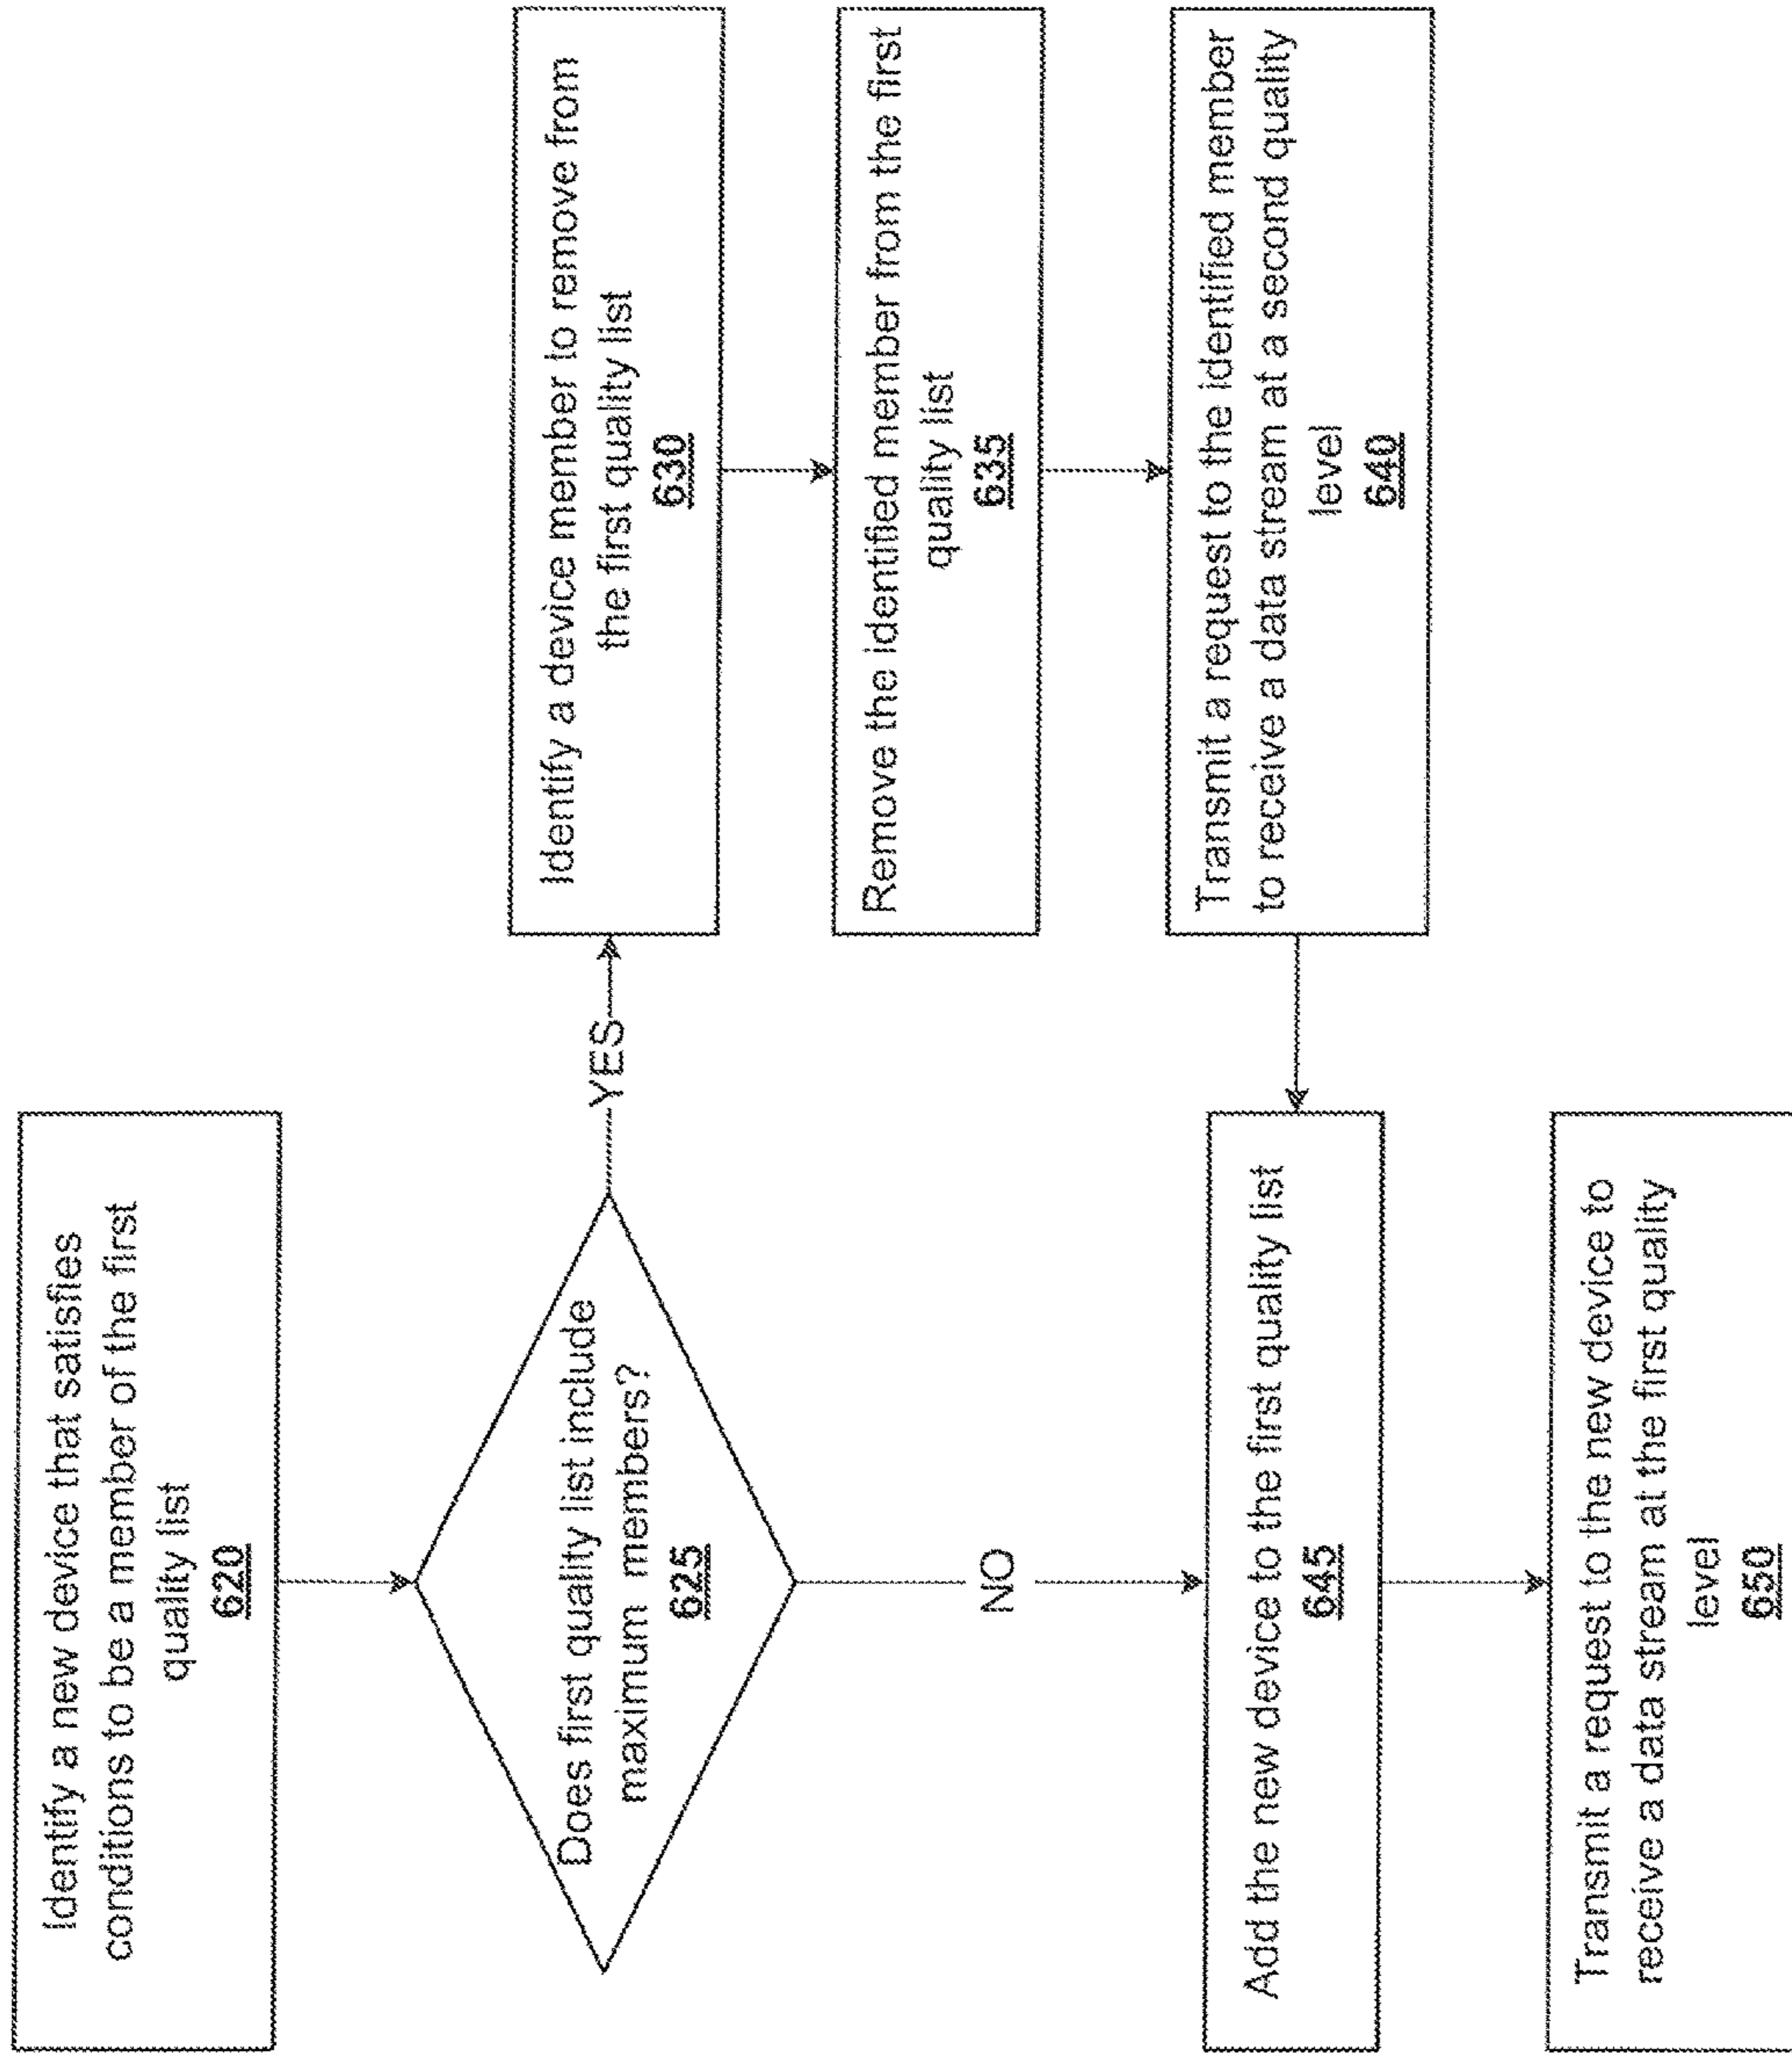 Identify a new device that satisfies
conditions to be a member of the first
quality list
620
Does first quality list include
maximum members?
625
YES
Identify a device member to remove from
the first quality list
630
Remove the identified member from the first
quality list
635
Transmit a request to the identified member
to receive a data stream at a second quality
level
640
NO
Add the new device to the first quality list
645
Transmit a request to the new device to
receive a data stream at the first quality
level
650